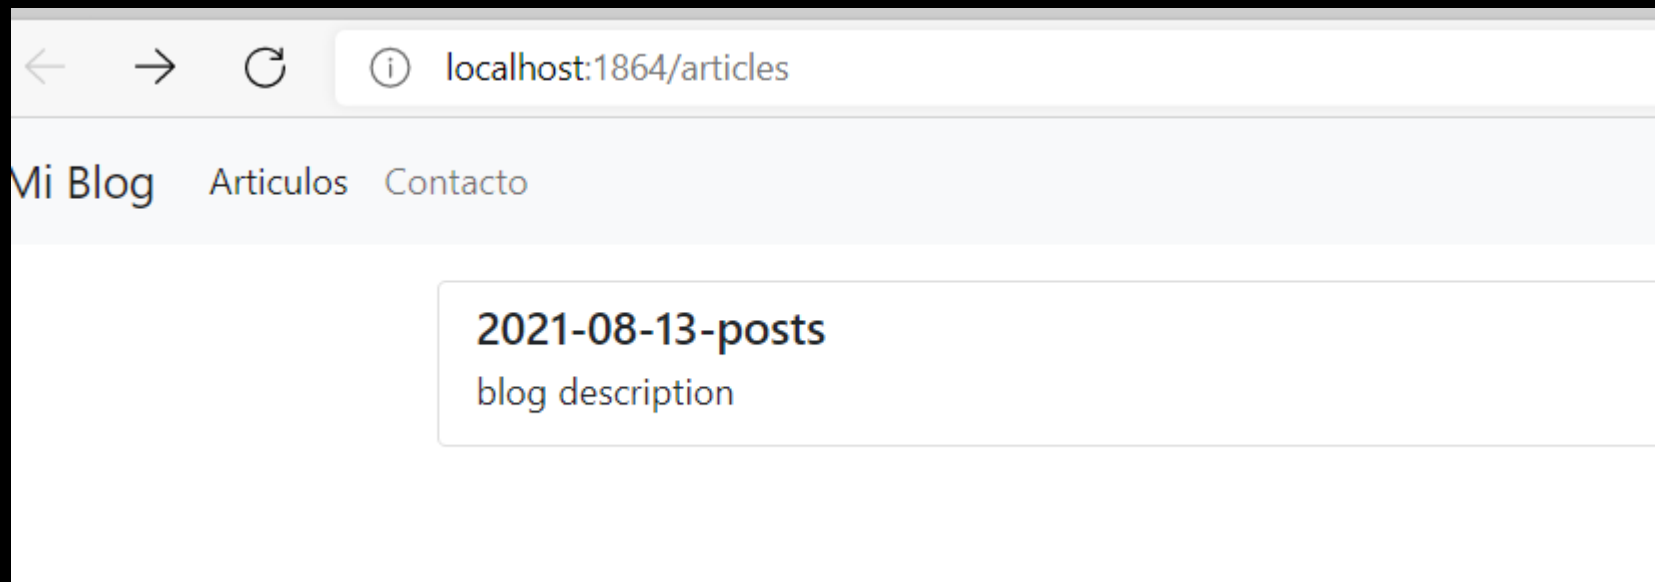 localhost:1864/articles
Mi Blog Articulos Contacto
2021-08-13-posts
blog description